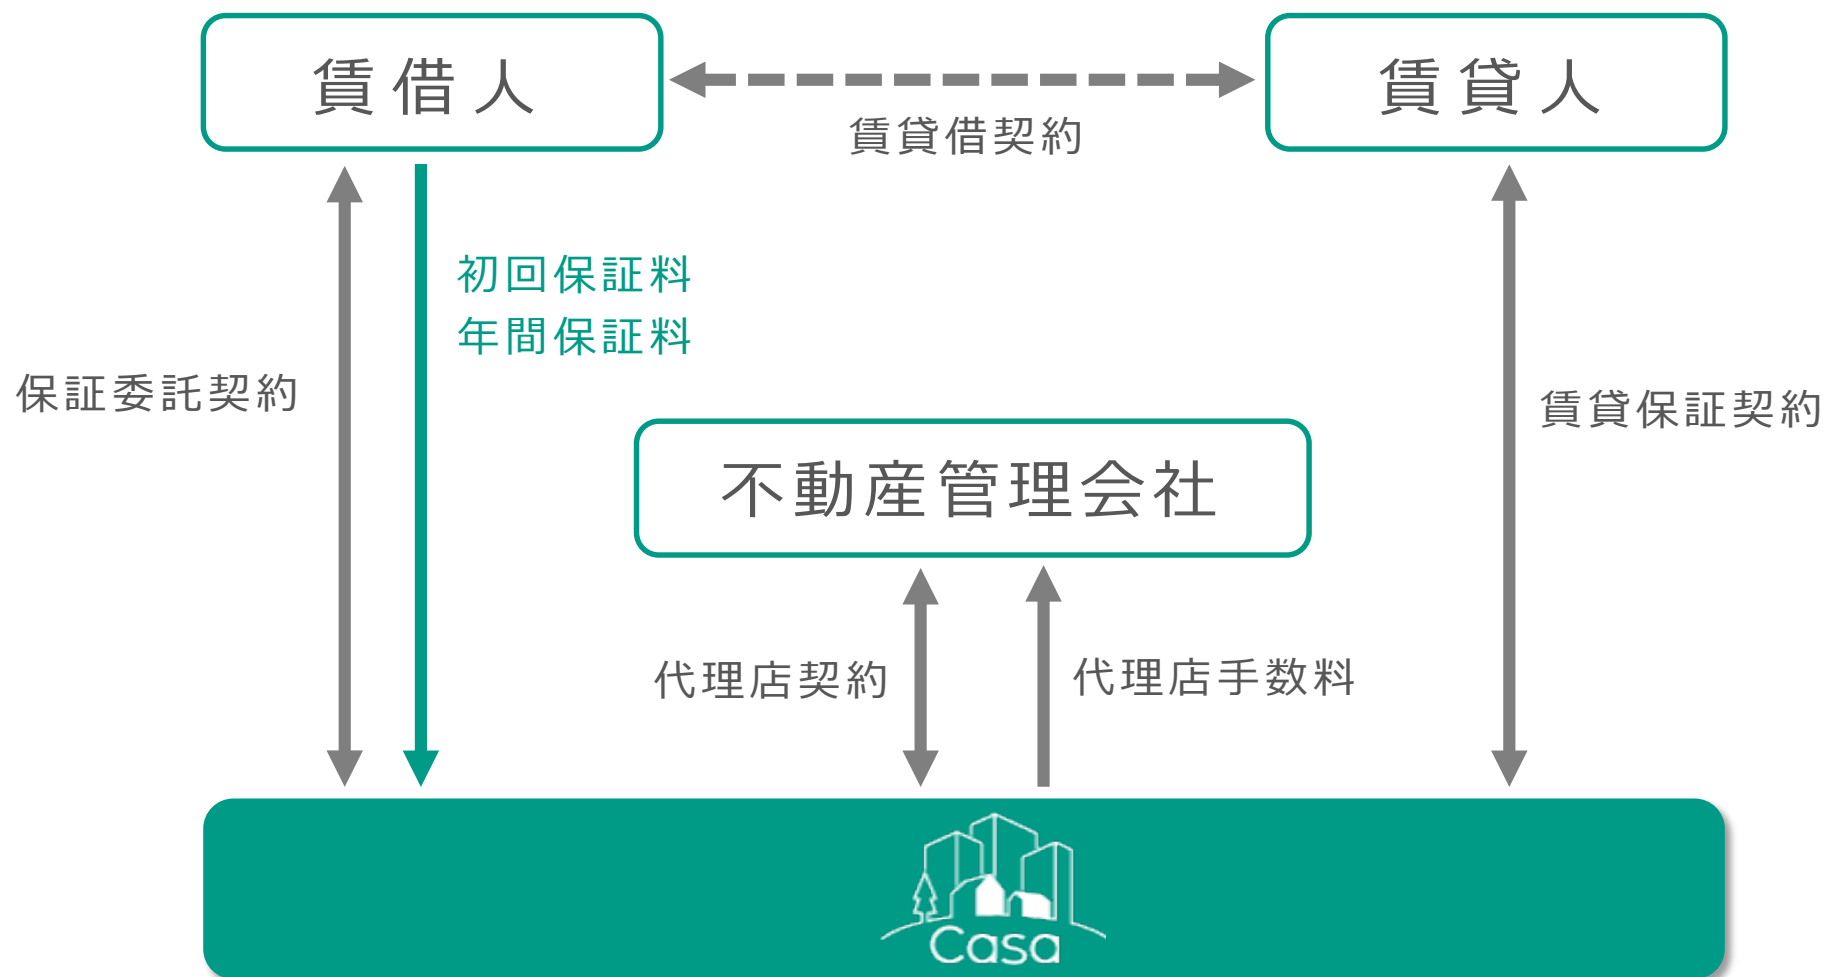 賃借人
賃貸人
賃貸借契約
初回保証料
年間保証料
保証委託契約
賃貸保証契約
不動産管理会社
代理店契約
代理店手数料
Casa